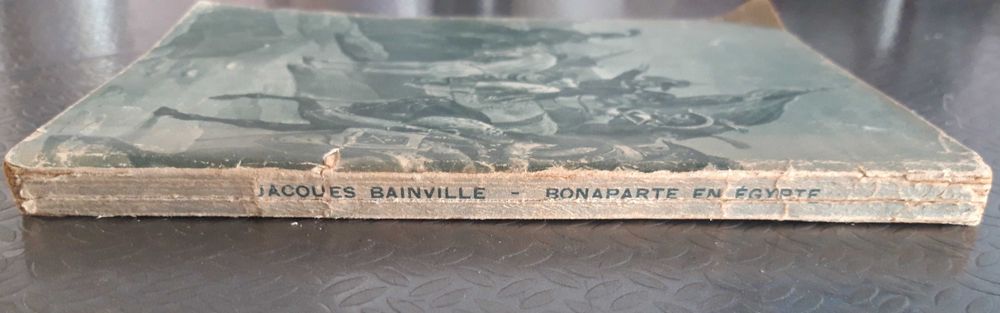 JACQUES BAINVILLE - BONAPARTE EN ÉGYPTE